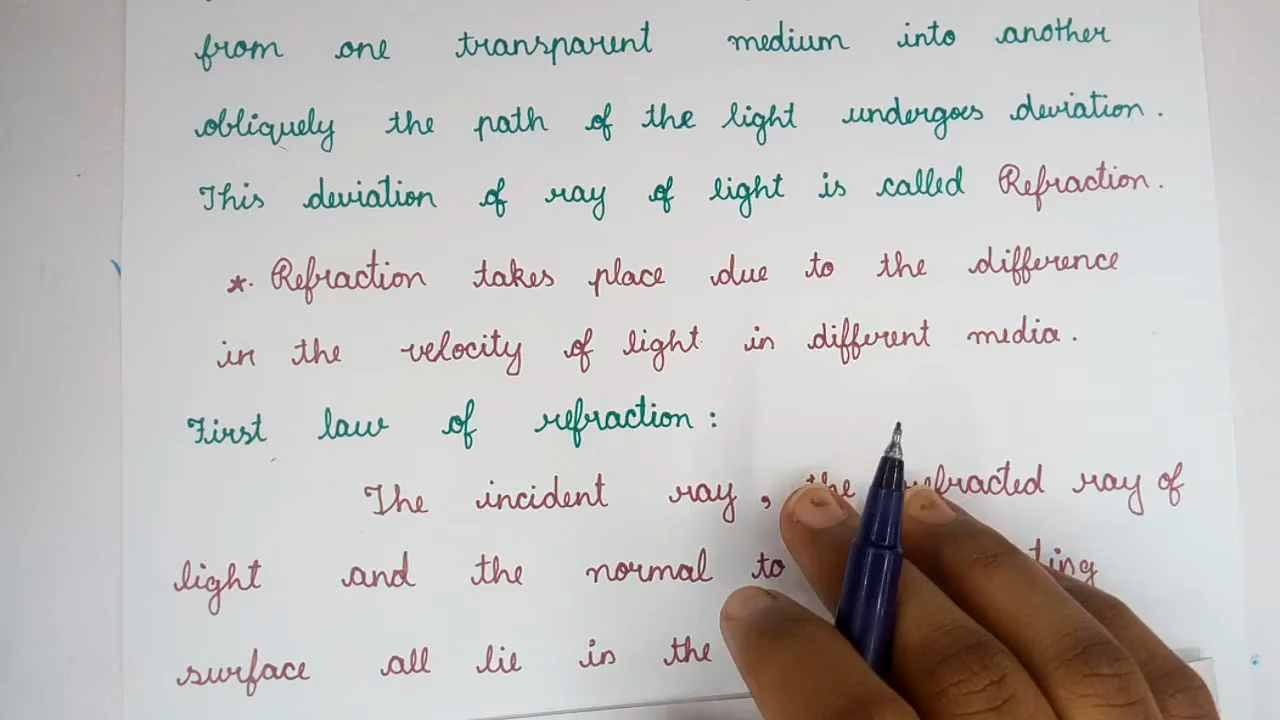 from one transparent medium into another
obliquely the path of the light undergoes deviation.
This deviation of ray of light is called Refraction.
*. Refraction takes place due to the difference
in the velocity of light in different media.
First law of refraction:
The incident ray, the refracted ray of
light and the normal to
surface all lie in the